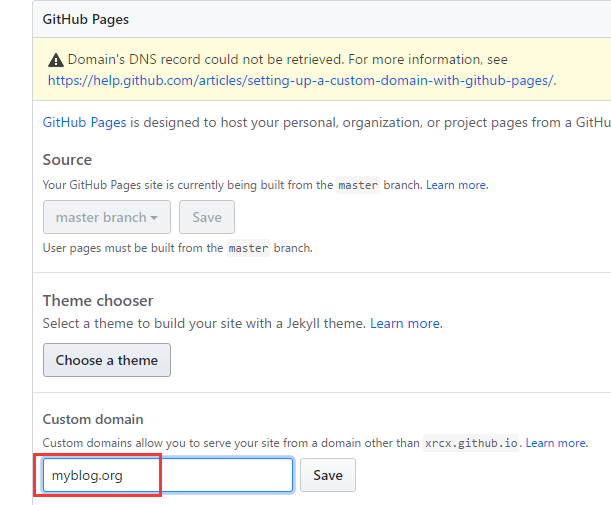 GitHub Pages
Domain's DNS record could not be retrieved. For more information, see
https://help.github.com/articles/setting-up-a-custom-domain-with-github-pages/.
GitHub Pages is designed to host your personal, organization, or project pages from a GitHu
Source
Your GitHub Pages site is currently being built from the master branch. Learn more.
master branch Save
User pages must be built from the master branch.
Theme chooser
Select a theme to build your site with a Jekyll theme. Learn more.
Choose a theme
Custom domain
Custom domains allow you to serve your site from a domain other than xrcx.github.io. Learn more.
myblog.org Save